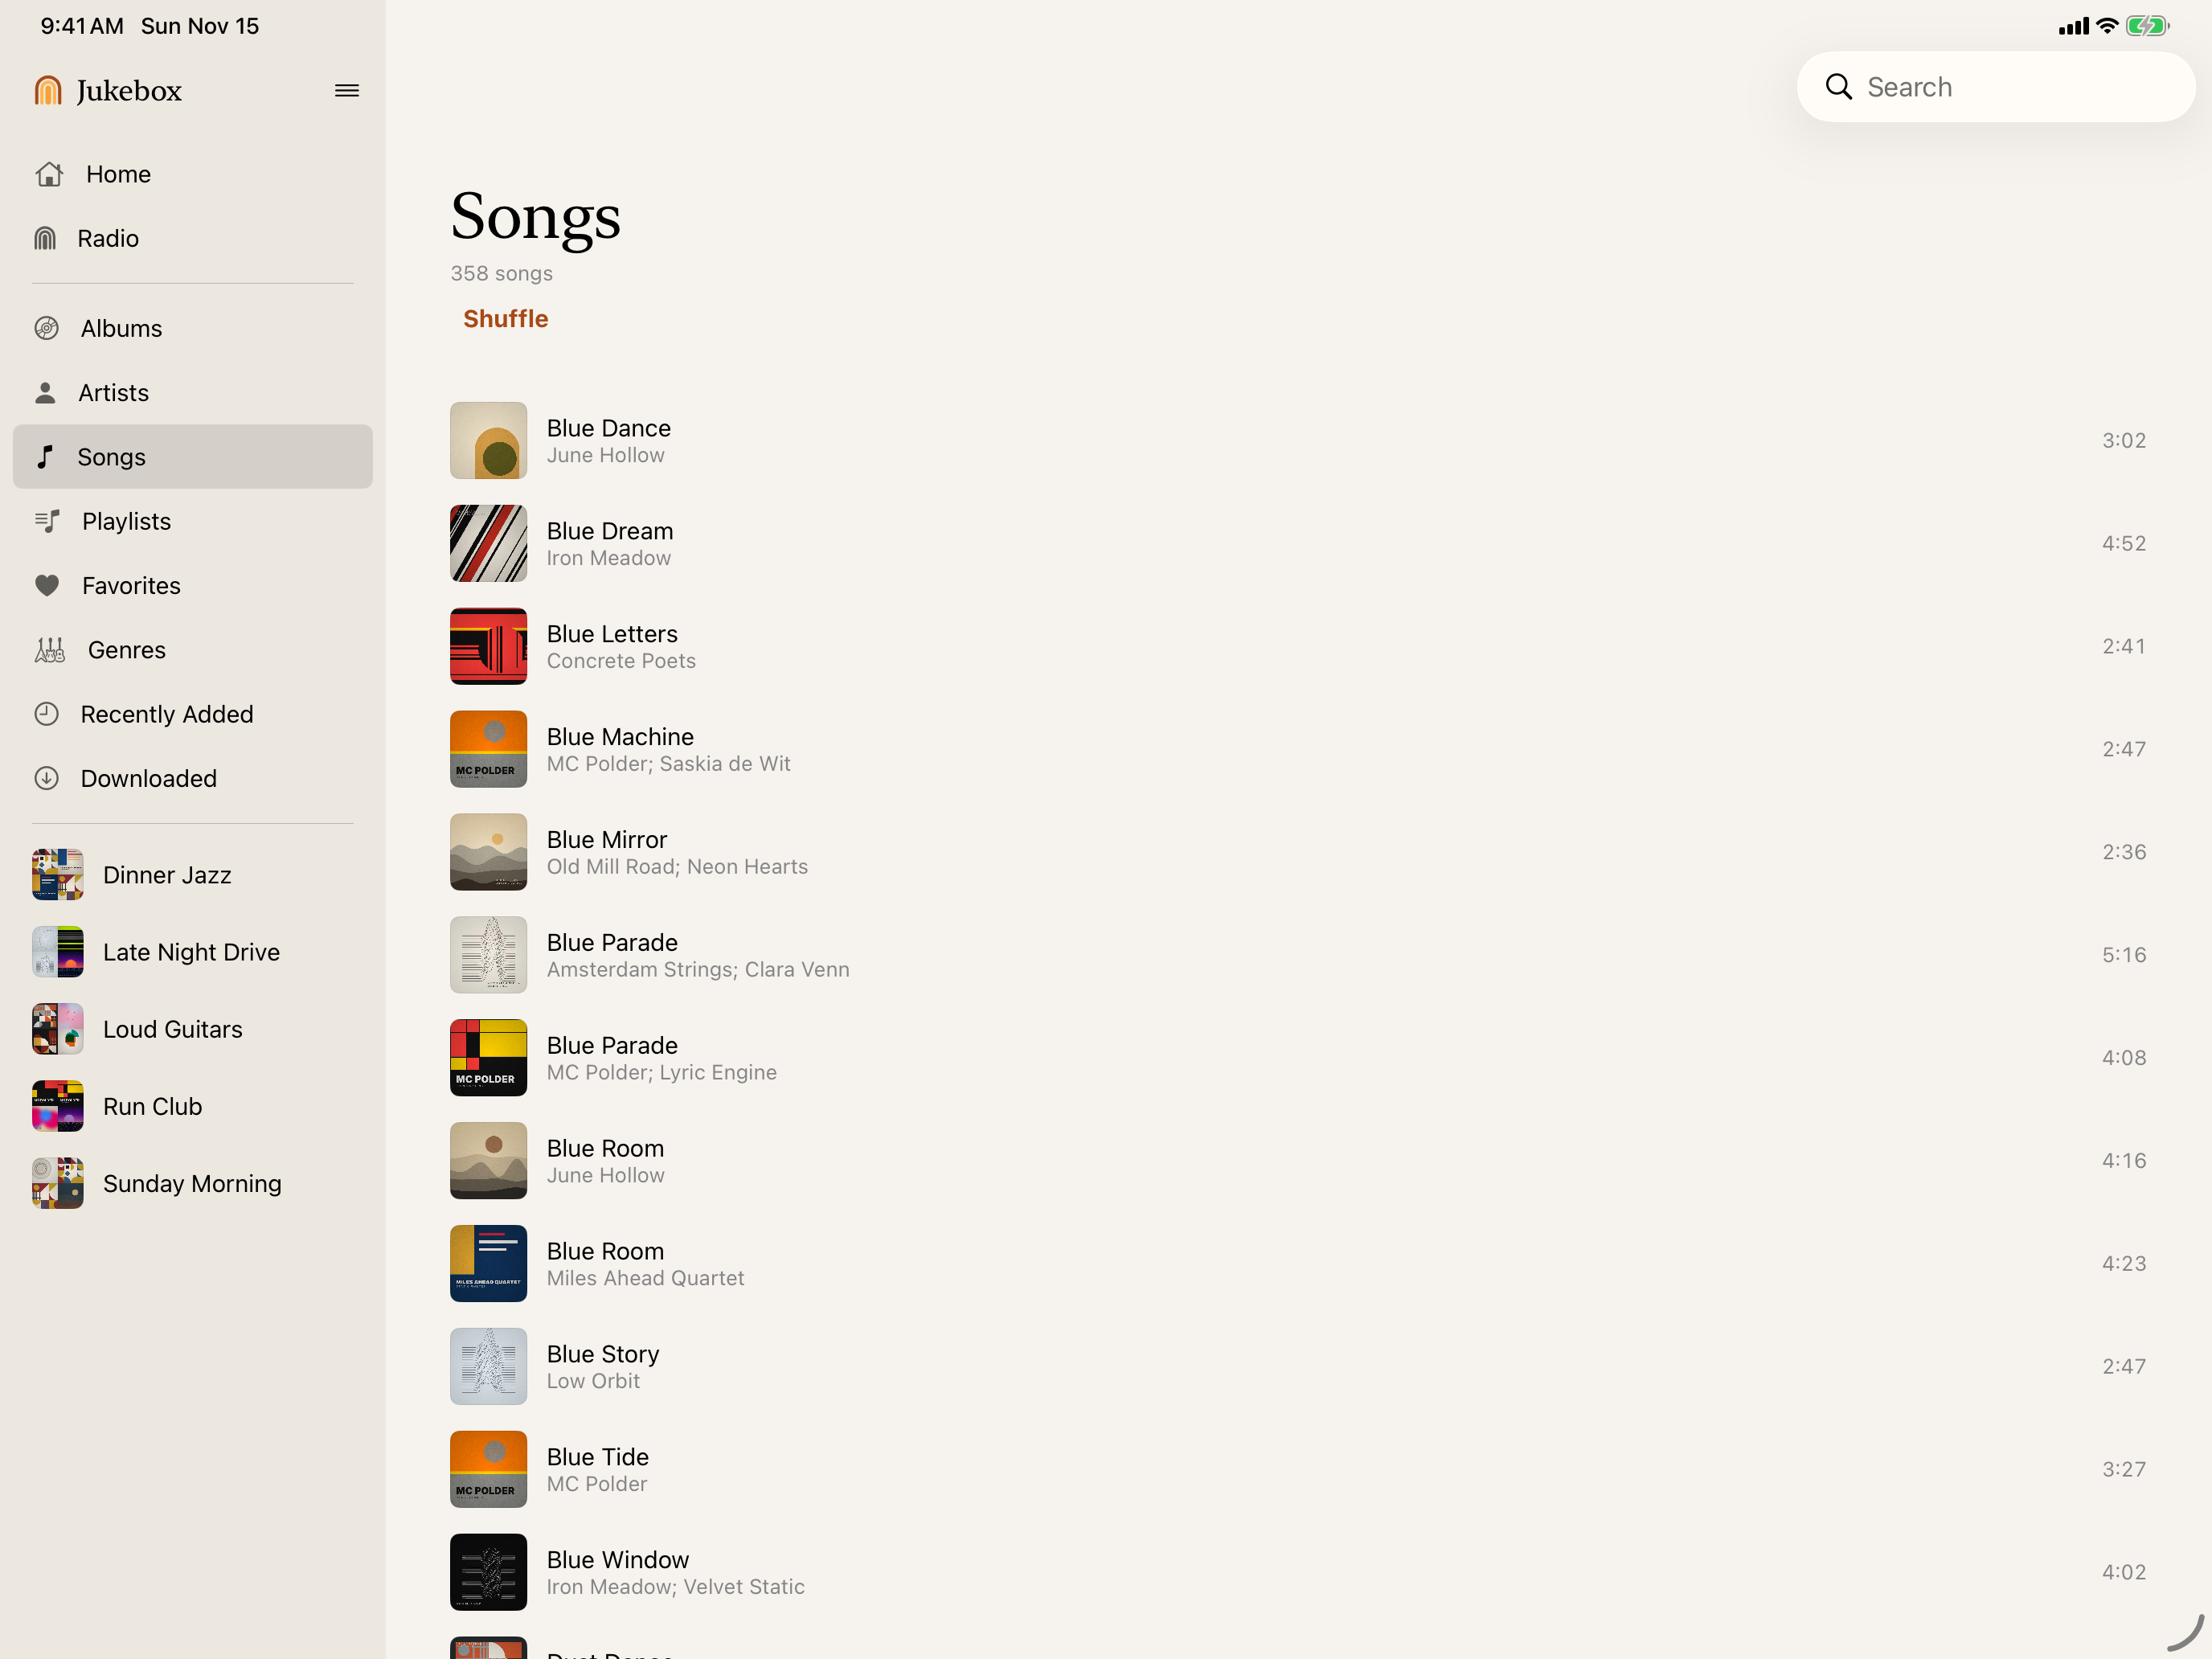 9:41 AM Sun Nov 15
Jukebox
Search
Home
Radio
Albums
Artists
Songs
Playlists
Favorites
Genres
Recently Added
Downloaded
Dinner Jazz
Late Night Drive
Loud Guitars
Run Club
Sunday Morning
Songs
358 songs
Shuffle
Blue Dance
June Hollow
3:02
Blue Dream
Iron Meadow
4:52
Blue Letters
Concrete Poets
2:41
MC POLDER
Blue Machine
MC Polder; Saskia de Wit
2:47
Blue Mirror
Old Mill Road; Neon Hearts
2:36
Blue Parade
Amsterdam Strings; Clara Venn
5:16
MC POLDER
Blue Parade
MC Polder; Lyric Engine
4:08
Blue Room
June Hollow
4:16
MILES AHEAD QUARTET
Blue Room
Miles Ahead Quartet
4:23
Blue Story
Low Orbit
2:47
MC POLDER
Blue Tide
MC Polder
3:27
Blue Window
Iron Meadow; Velvet Static
4:02